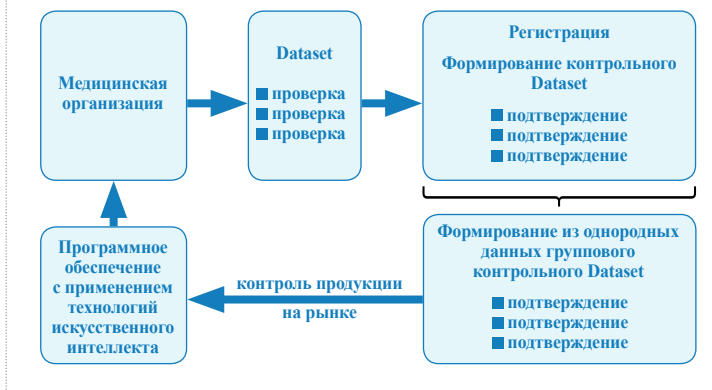 Медицинская
организация
Dataset
проверка
проверка
проверка
Регистрация
Формирование контрольного
Dataset
подтверждение
подтверждение
подтверждение
Программное
обеспечение
с применением
технологий
искусственного
интеллекта
контроль продукции
на рынке
Формирование из однородных
данных группового
контрольного Dataset
подтверждение
подтверждение
подтверждение